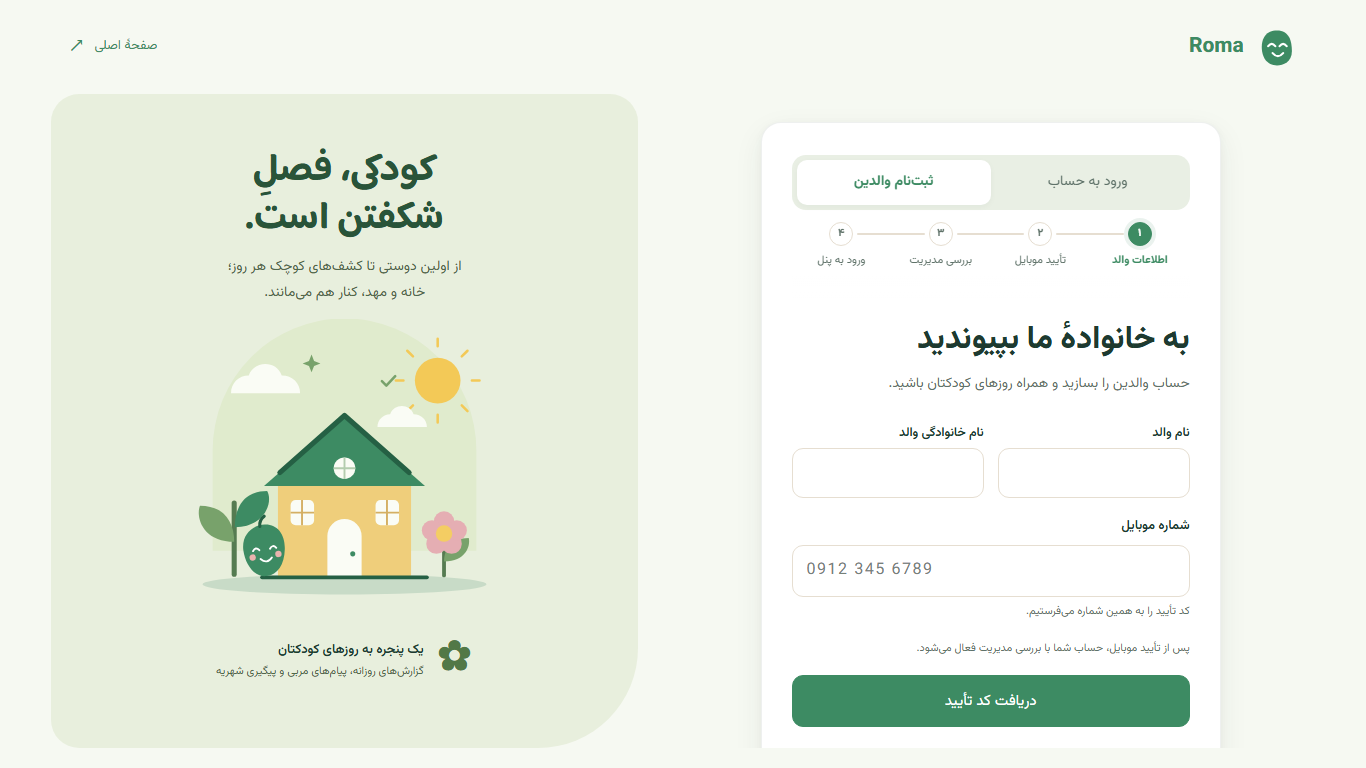 Roma
صفحهٔ اصلی
ورود به حساب
ثبت‌نام والدین
۱
۲
۳
۴
اطلاعات والد
تأیید موبایل
بررسی مدیریت
ورود به پنل
به خانوادهٔ ما بپیوندید
حساب والدین را بسازید و همراه روزهای کودکتان باشید.
نام والد
نام خانوادگی والد
شماره موبایل
0912 345 6789
کد تأیید را به همین شماره می‌فرستیم.
پس از تأیید موبایل، حساب شما با بررسی مدیریت فعال می‌شود.
دریافت کد تأیید
کودکی، فصلِ
شکفتن است.
از اولین دوستی تا کشف‌های کوچک هر روز؛
خانه و مهد، کنار هم می‌مانند.
یک پنجره به روزهای کودکتان
گزارش‌های روزانه، پیام‌های مربی و پیگیری شهریه